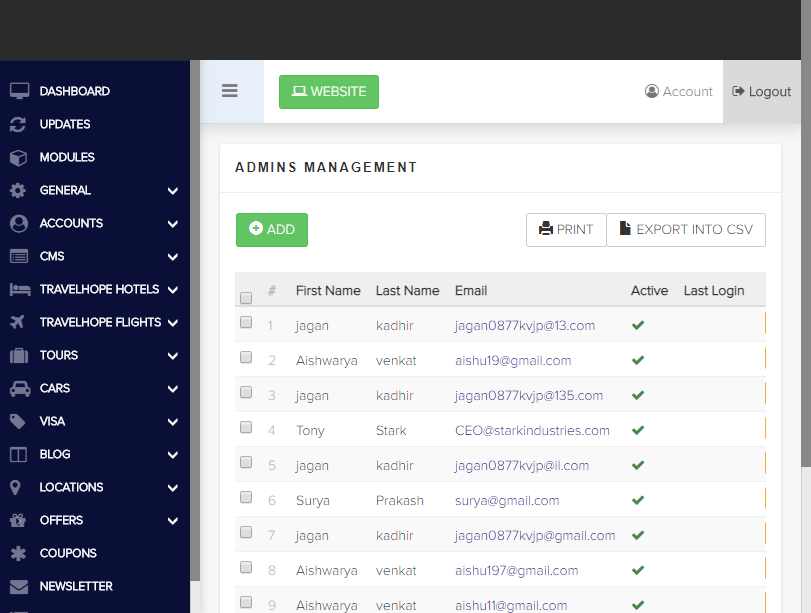 DASHBOARD
UPDATES
MODULES
GENERAL
ACCOUNTS
CMS
TRAVELHOPE HOTELS
TRAVELHOPE FLIGHTS
TOURS
CARS
VISA
BLOG
LOCATIONS
OFFERS
COUPONS
NEWSLETTER
WEBSITE Account Logout
ADMINS MANAGEMENT
ADD PRINT EXPORT INTO CSV
# First Name Last Name Email Active Last Login
1 jagan kadhir jagan0877kvjp@13.com
2 Aishwarya venkat aishu19@gmail.com
3 jagan kadhir jagan0877kvjp@135.com
4 Tony Stark CEO@starkindustries.com
5 jagan kadhir jagan0877kvjp@il.com
6 Surya Prakash surya@gmail.com
7 jagan kadhir jagan0877kvjp@gmail.com
8 Aishwarya venkat aishu197@gmail.com
9 Aishwarya venkat aishu11@gmail.com